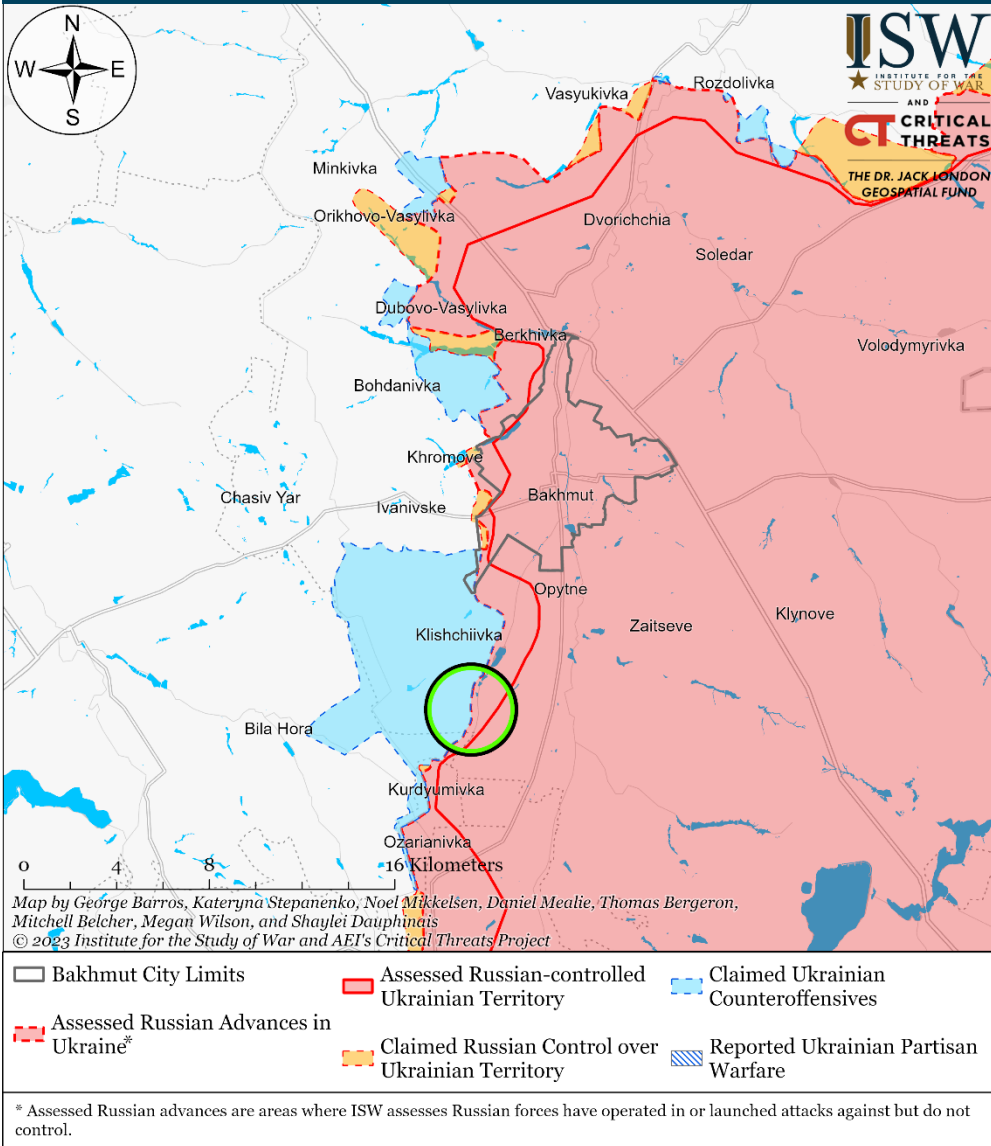 N
W E
S
ISW
INSTITUTE FOR THE
STUDY OF WAR
AND
CT CRITICAL
THREATS
THE DR. JACK LONDON
GEOSPATIAL FUND
Vasyukivka
Rozdolivka
Minkivka
Orikhovo-Vasylivka
Dvorichchia
Soledar
Dubovo-Vasylivka
Berkhivka
Volodymyrivka
Bohdanivka
Khromove
Chasiv Yar
Ivanivske
Bakhmut
Opytne
Klishchiivka
Zaitseve
Klynove
Bila Hora
Kurdyumivka
Ozarianivka
0 4 8 16 Kilometers
Map by George Barros, Kateryna Stepanenko, Noel Mikkelsen, Daniel Mealie, Thomas Bergeron,
Mitchell Belcher, Megan Wilson, and Shaylei Dauphinais
© 2023 Institute for the Study of War and AEI's Critical Threats Project
Bakhmut City Limits
Assessed Russian Advances in
Ukraine*
Assessed Russian-controlled
Ukrainian Territory
Claimed Russian Control over
Ukrainian Territory
Claimed Ukrainian
Counteroffensives
Reported Ukrainian Partisan
Warfare
* Assessed Russian advances are areas where ISW assesses Russian forces have operated in or launched attacks against but do not
control.